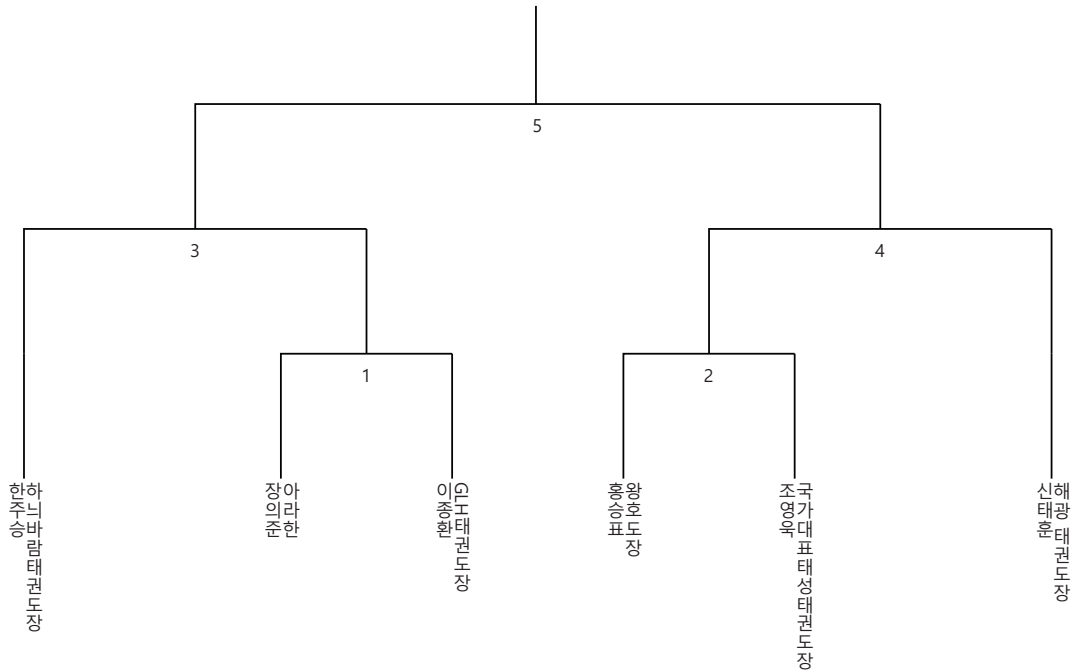 5
3
4
1
2
하늬바람태권도장
한주승
아라한
장의준
GLH태권도장
이종환
왕호도장
홍승표
국가대표태성태권도장
조영욱
해광 태권도장
신태훈